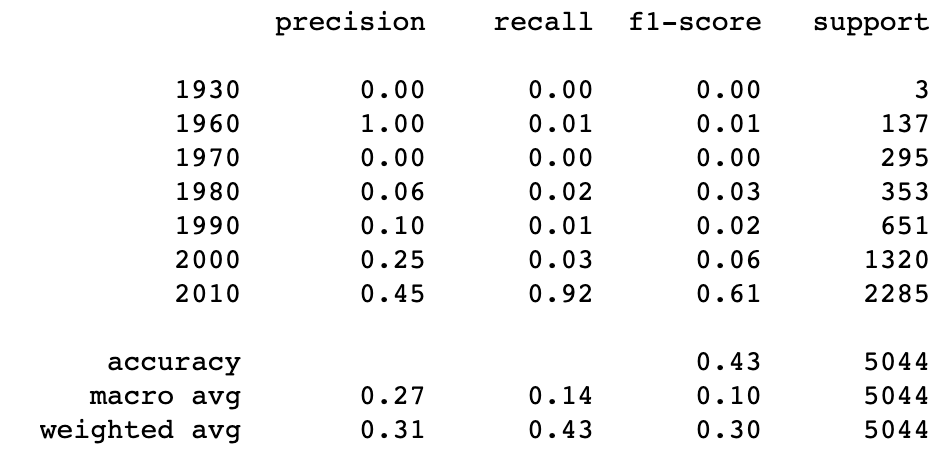 precision recall f1-score support
1930 0.00 0.00 0.00 3
1960 1.00 0.01 0.01 137
1970 0.00 0.00 0.00 295
1980 0.06 0.02 0.03 353
1990 0.10 0.01 0.02 651
2000 0.25 0.03 0.06 1320
2010 0.45 0.92 0.61 2285
accuracy 0.43 5044
macro avg 0.27 0.14 0.10 5044
weighted avg 0.31 0.43 0.30 5044